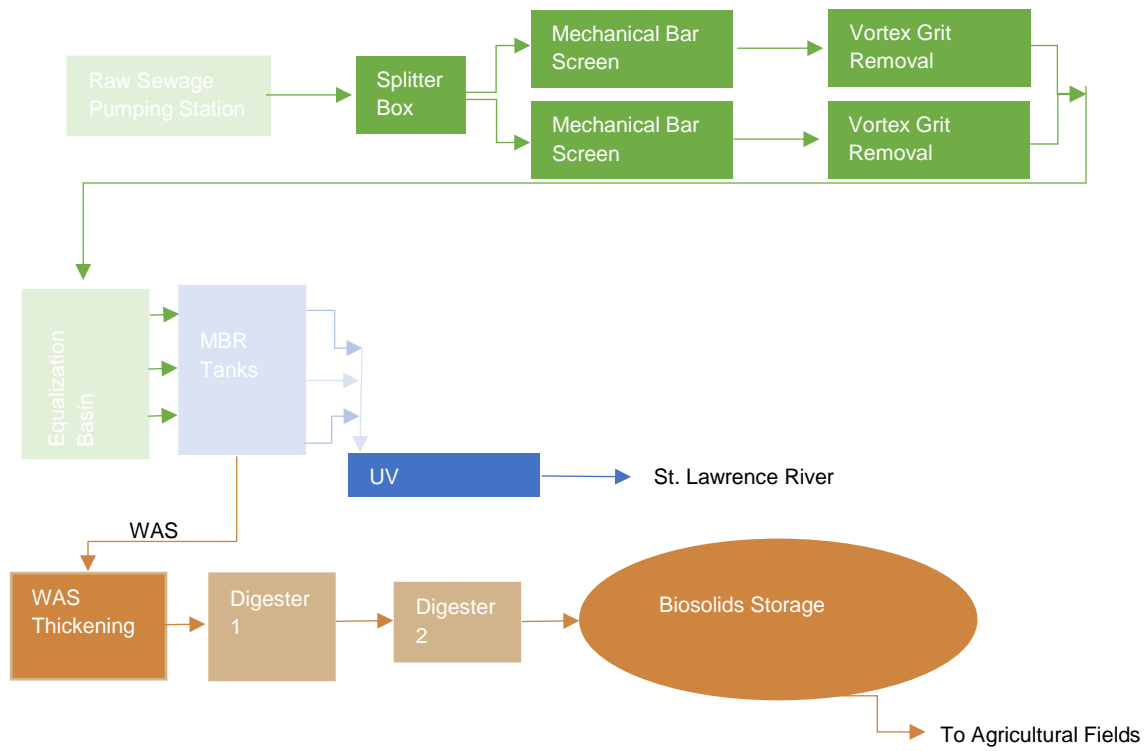 Raw Sewage
Pumping Station
Splitter
Box
Mechanical Bar
Screen
Vortex Grit
Removal
Mechanical Bar
Screen
Vortex Grit
Removal
Equalization
Basin
MBR
Tanks
UV
St. Lawrence River
WAS
WAS
Thickening
Digester
1
Digester
2
Biosolids Storage
To Agricultural Fields